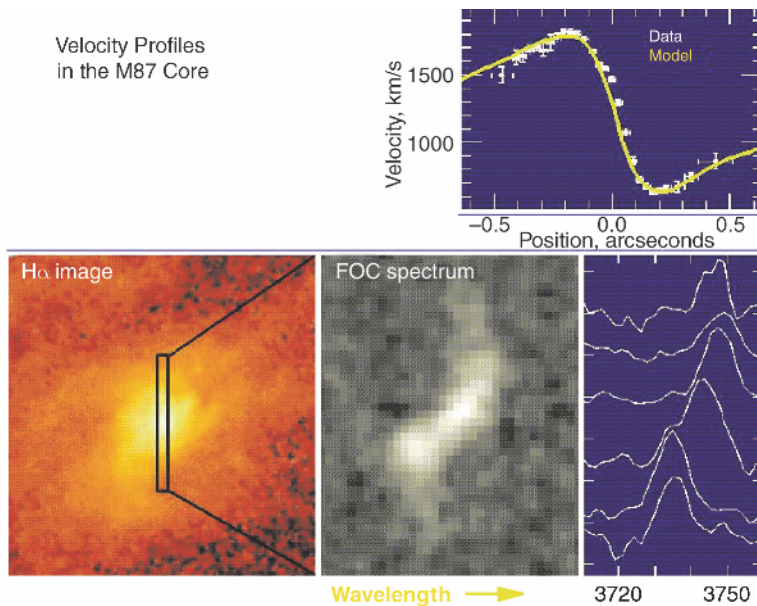 Velocity Profiles
in the M87 Core
Data
Model
Velocity, km/s
1500
1000
−0.5
0.0
0.5
Position, arcseconds
Hα image
FOC spectrum
Wavelength
3720
3750